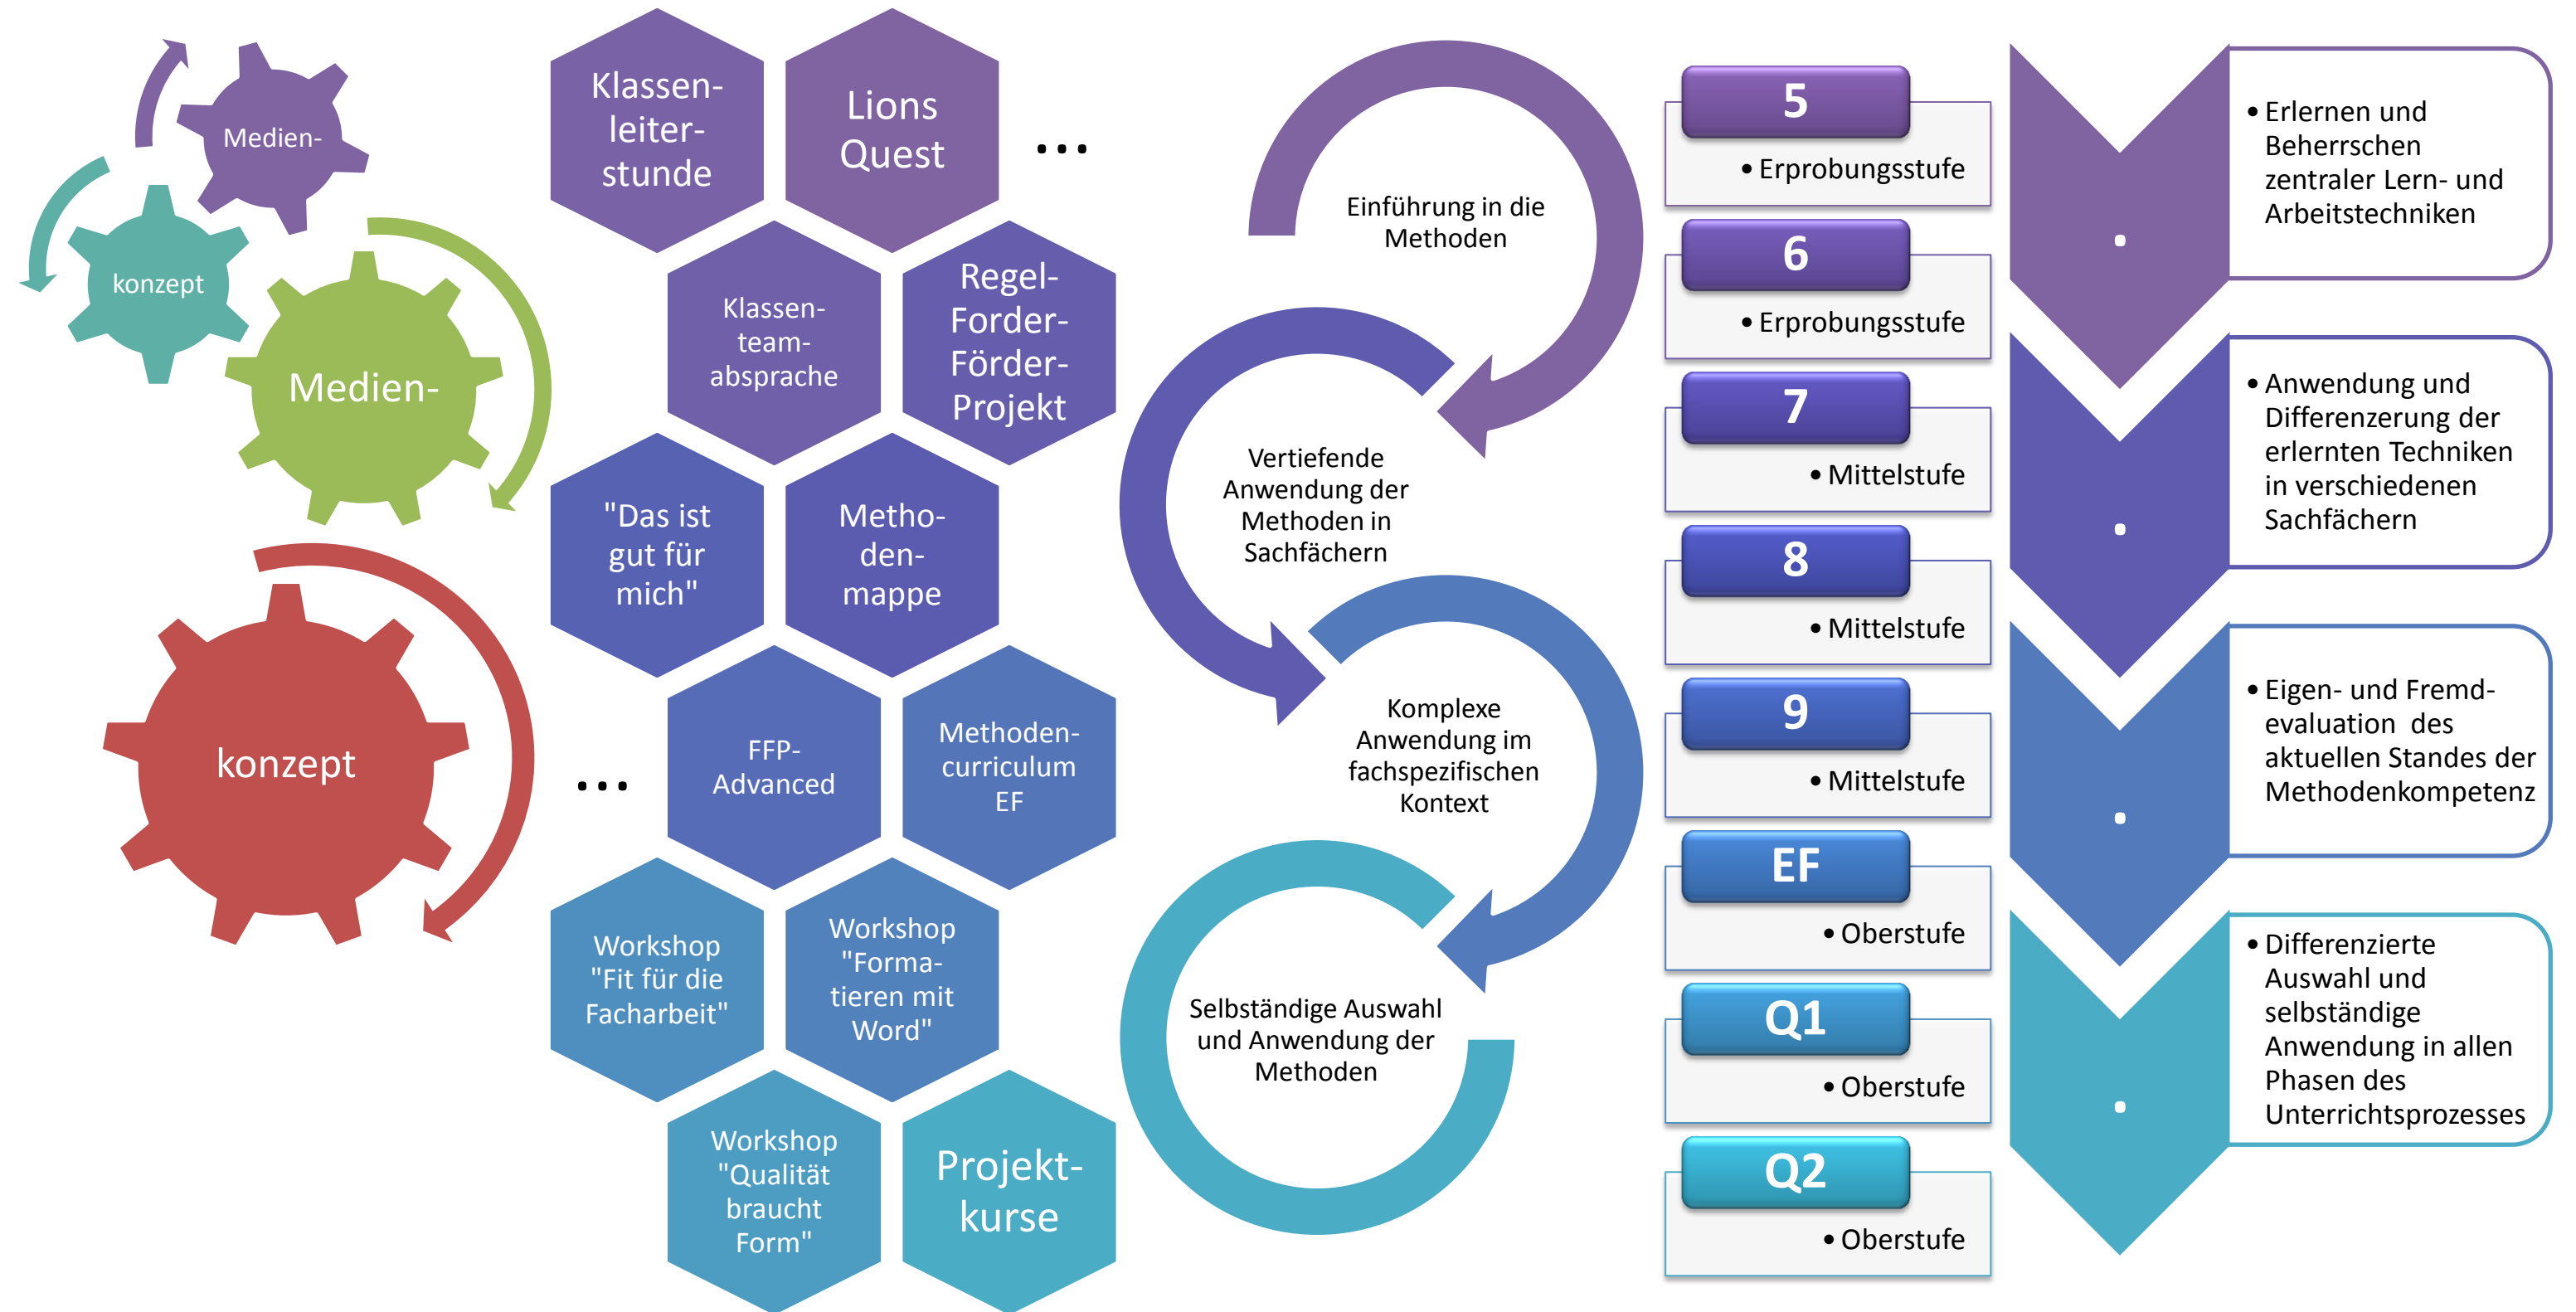 Medien-
konzept
Medien-
konzept
Klassen-
leiter-
stunde
Lions
Quest
...
Klassen-
team-
absprache
Regel-
Forder-
Förder-
Projekt
"Das ist
gut für
mich"
Metho-
den-
mappe
...
FFP-
Advanced
Methoden-
curriculum
EF
Workshop
"Fit für die
Facharbeit"
Workshop
"Forma-
tieren mit
Word"
Workshop
"Qualität
braucht
Form"
Projekt-
kurse
Einführung in die
Methoden
Vertiefende
Anwendung der
Methoden in
Sachfächern
Komplexe
Anwendung im
fachspezifischen
Kontext
Selbständige Auswahl
und Anwendung der
Methoden
5
• Erprobungsstufe
6
• Erprobungsstufe
7
• Mittelstufe
8
• Mittelstufe
9
• Mittelstufe
EF
• Oberstufe
Q1
• Oberstufe
Q2
• Oberstufe
.
• Erlernen und
Beherrschen
zentraler Lern- und
Arbeitstechniken
.
• Anwendung und
Differenzerung der
erlernten Techniken
in verschiedenen
Sachfächern
.
• Eigen- und Fremd-
evaluation des
aktuellen Standes der
Methodenkompetenz
.
• Differenzierte
Auswahl und
selbständige
Anwendung in allen
Phasen des
Unterrichtsprozesses